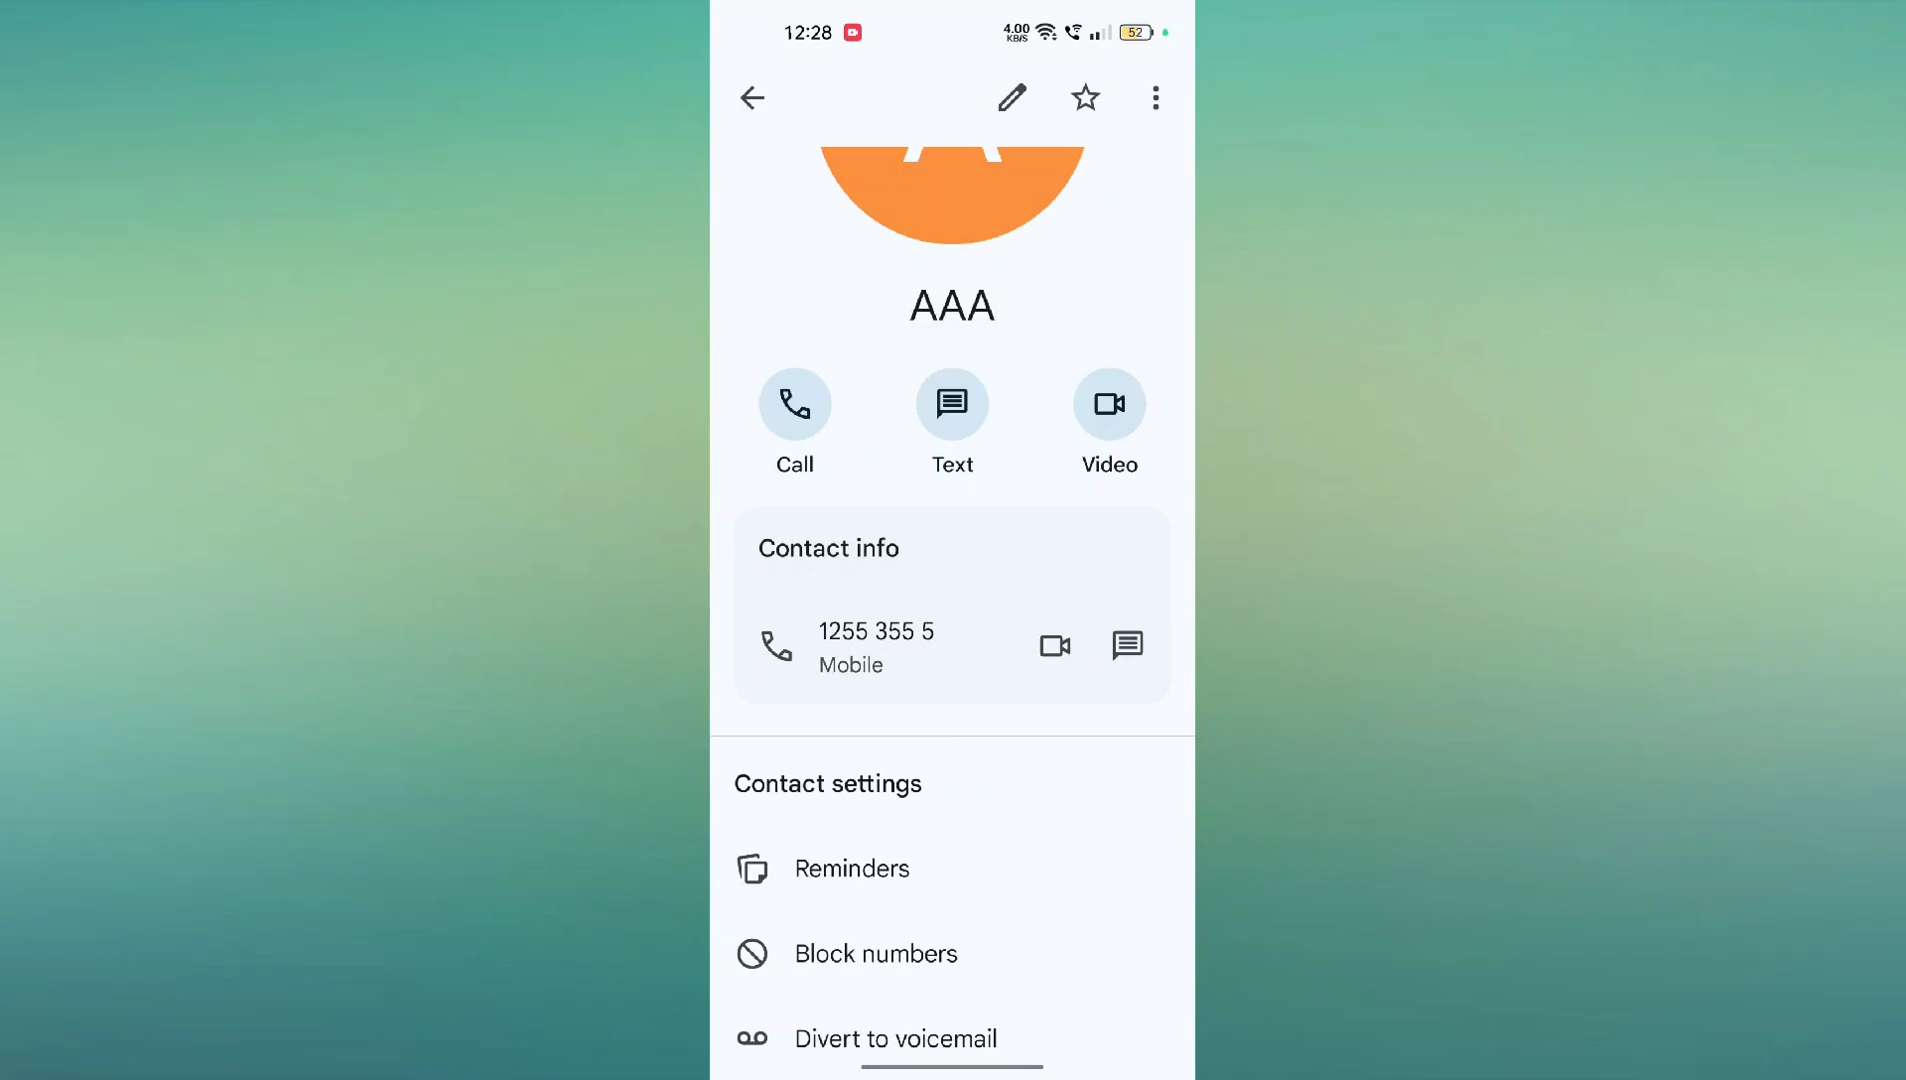 12:28 4.00 KB/S 52
AAA
Call Text Video
Contact info
1255 355 5
Mobile
Contact settings
Reminders
Block numbers
Divert to voicemail